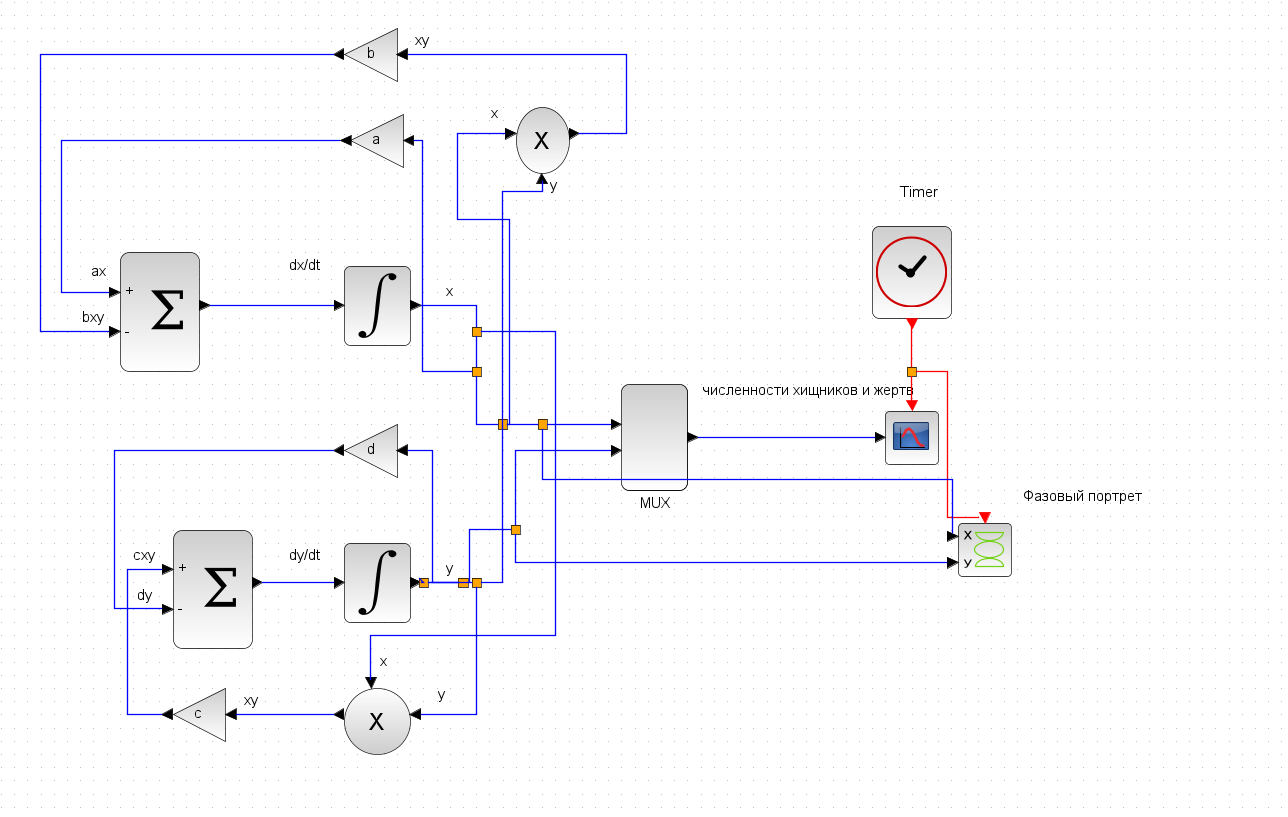 b
xy
a
x
X
y
Timer
ax
+
Σ
dx/dt
∫
x
bxy
-
численности хищников и жертв
d
MUX
Фазовый портрет
X
y
cxy
+
Σ
dy/dt
∫
y
dy
-
x
y
c
xy
X